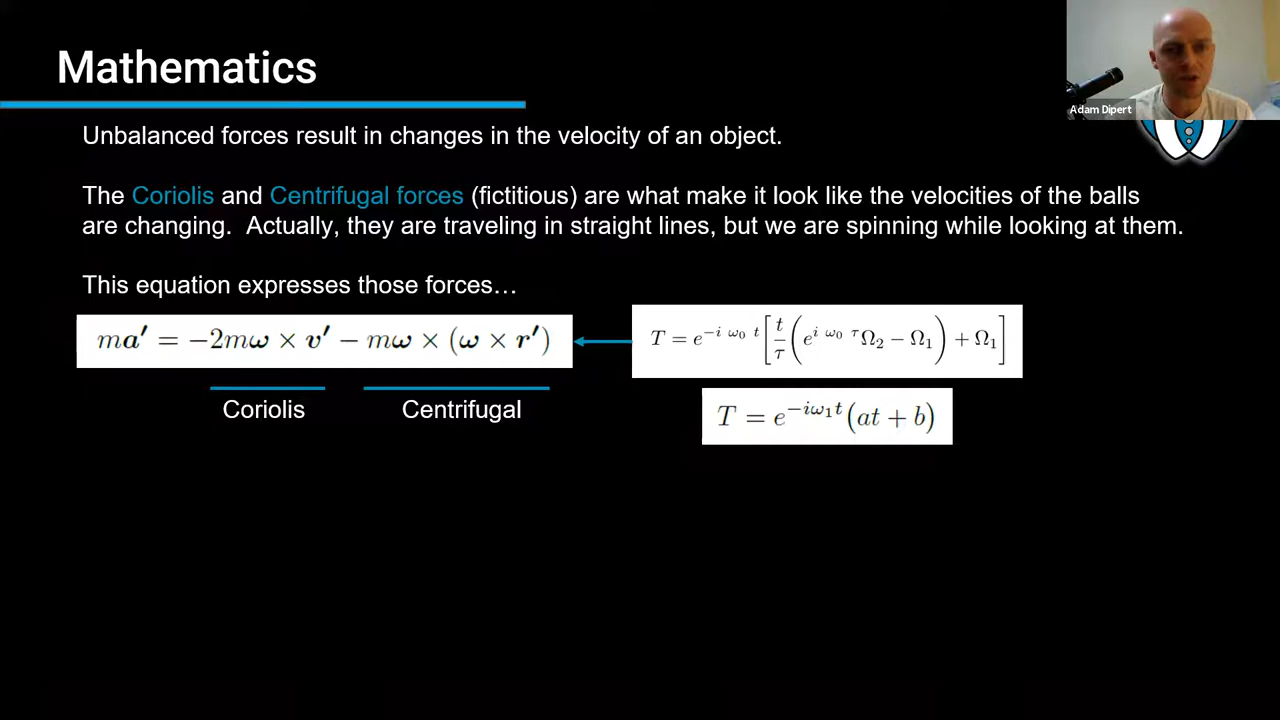 Mathematics
Adam Dipert
Unbalanced forces result in changes in the velocity of an object.
The Coriolis and Centrifugal forces (fictitious) are what make it look like the velocities of the balls
are changing.  Actually, they are traveling in straight lines, but we are spinning while looking at them.
This equation expresses those forces…
ma′ = −2mω × v′ − mω × (ω × r′)
T = e^{−i ω₀ t}[t/τ(e^{i ω₀ τ}Ω₂ − Ω₁) + Ω₁]
Coriolis
Centrifugal
T = e^{−iω₁t}(at + b)